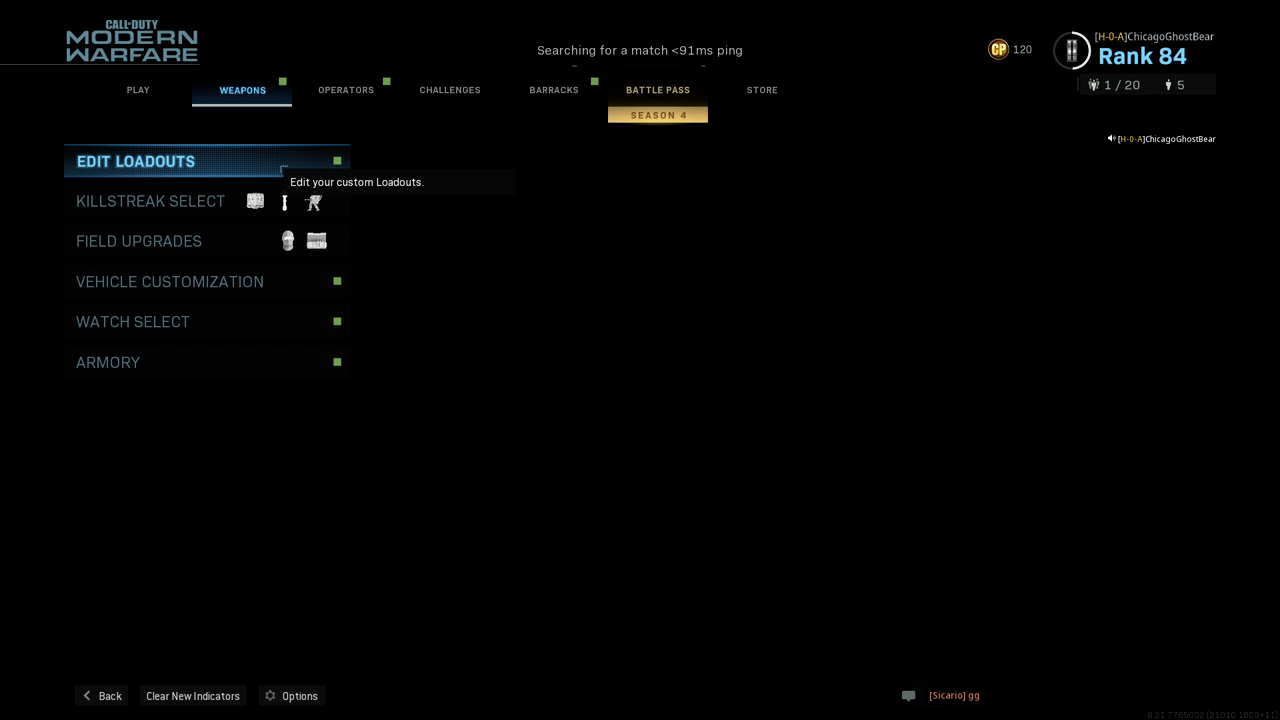 CALL OF DUTY
MODERN
WARFARE
Searching for a match <91ms ping
CP 120
[H-0-A]ChicagoGhostBear
Rank 84
1 / 20 5
PLAY WEAPONS OPERATORS CHALLENGES BARRACKS BATTLE PASS STORE
SEASON 4
[H-0-A]ChicagoGhostBear
EDIT LOADOUTS
Edit your custom Loadouts.
KILLSTREAK SELECT
FIELD UPGRADES
VEHICLE CUSTOMIZATION
WATCH SELECT
ARMORY
Back Clear New Indicators Options
[Sicario] gg